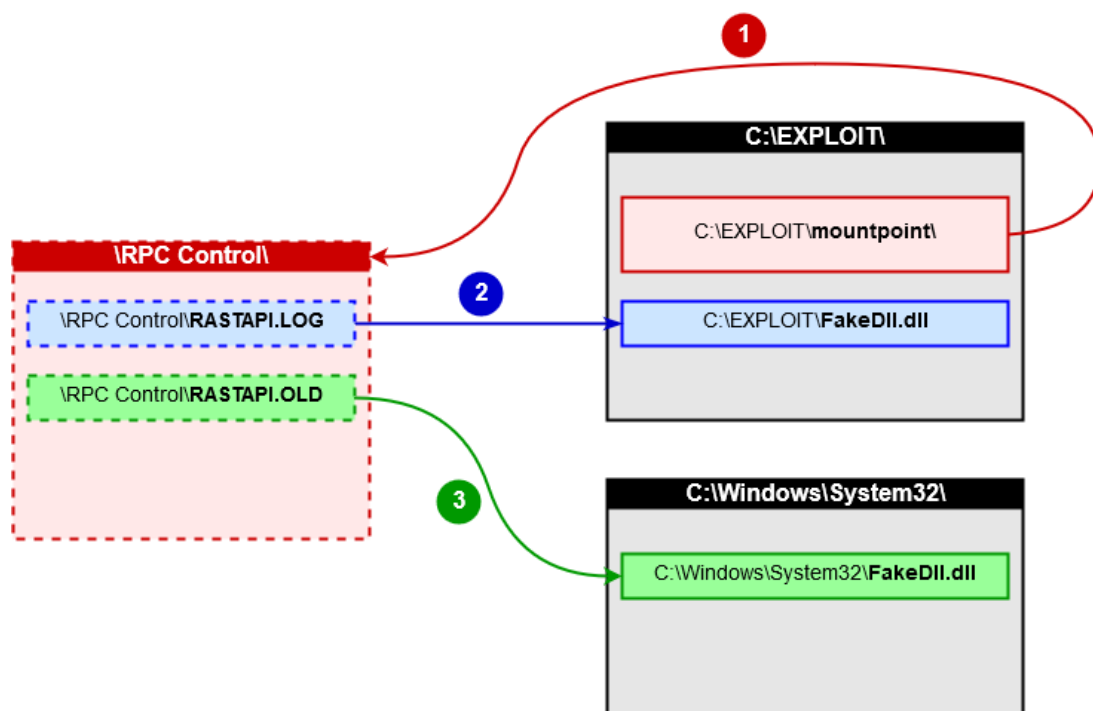 1
C:\EXPLOIT\
C:\EXPLOIT\mountpoint\
\RPC Control\
2
\RPC Control\RASTAPI.LOG
C:\EXPLOIT\FakeDll.dll
\RPC Control\RASTAPI.OLD
3
C:\Windows\System32\
C:\Windows\System32\FakeDll.dll